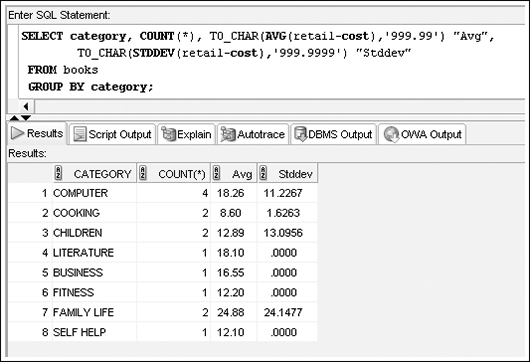 Enter SQL Statement:
SELECT category, COUNT(*), TO_CHAR(AVG(retail-cost),'999.99') "Avg",
TO_CHAR(STDDEV(retail-cost),'999.9999') "Stddev"
FROM books
GROUP BY category;
Results Script Output Explain Autotrace DBMS Output OWA Output
Results:
CATEGORY COUNT(*) Avg Stddev
1 COMPUTER 4 18.26 11.2267
2 COOKING 2 8.60 1.6263
3 CHILDREN 2 12.89 13.0956
4 LITERATURE 1 18.10 .0000
5 BUSINESS 1 16.55 .0000
6 FITNESS 1 12.20 .0000
7 FAMILY LIFE 2 24.88 24.1477
8 SELF HELP 1 12.10 .0000